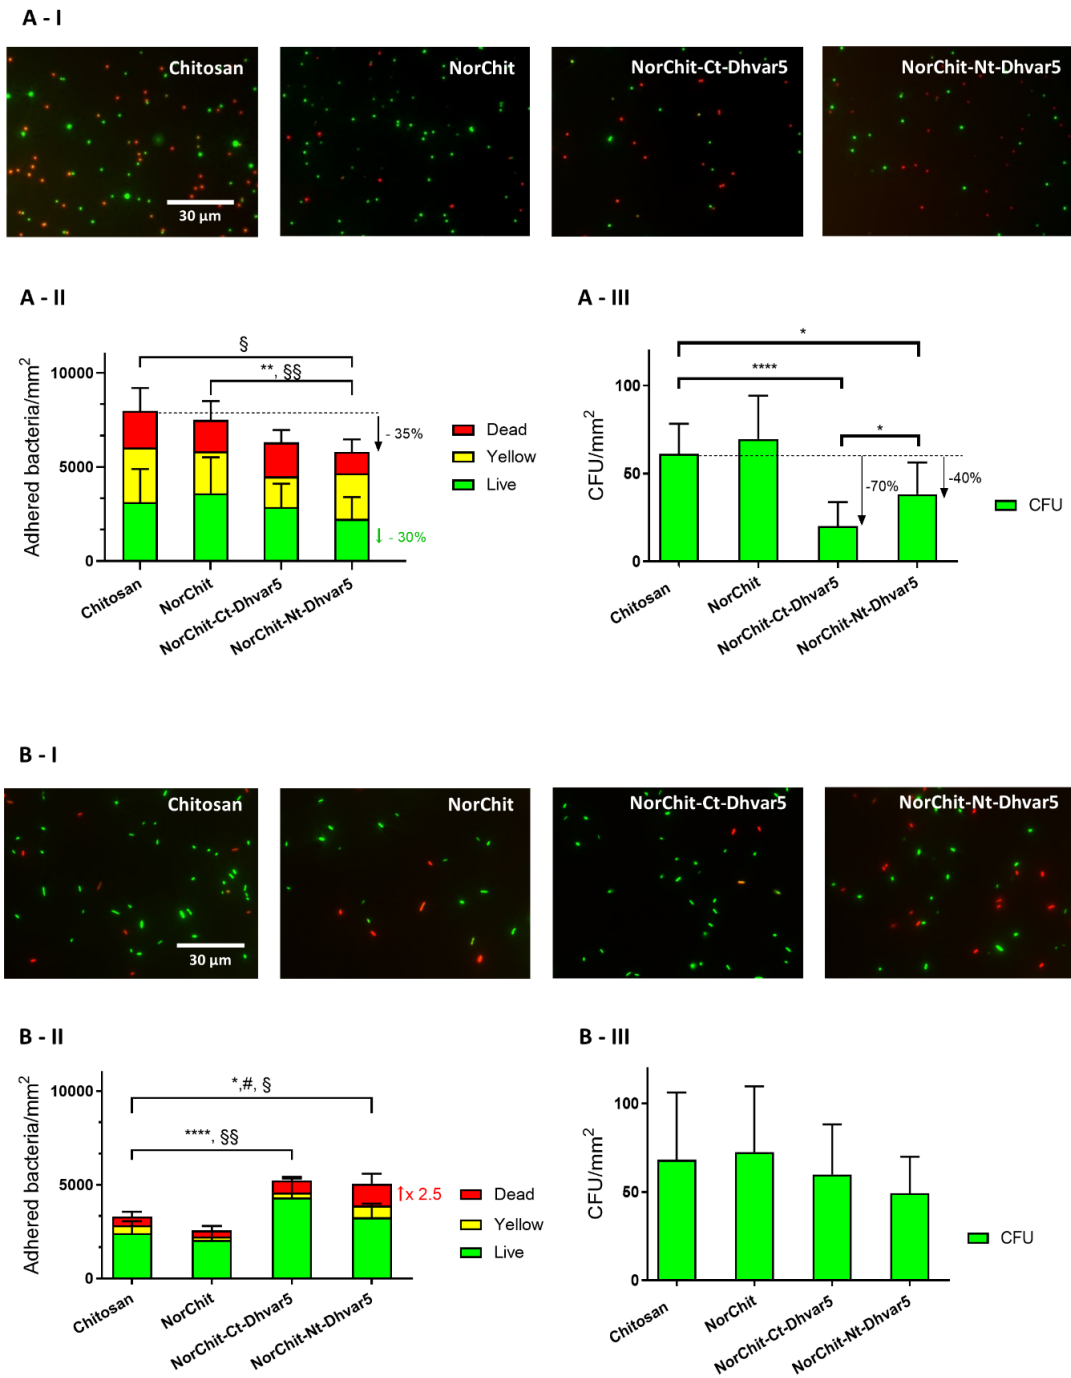 A - I
Chitosan
NorChit
NorChit-Ct-Dhvar5
NorChit-Nt-Dhvar5
30 µm
A - II
A - III
Adhered bacteria/mm²
10000
5000
0
§
**, §§
- 35%
- 30%
Dead
Yellow
Live
Chitosan
NorChit
NorChit-Ct-Dhvar5
NorChit-Nt-Dhvar5
CFU/mm²
100
50
0
*
****
*
-70%
-40%
CFU
Chitosan
NorChit
NorChit-Ct-Dhvar5
NorChit-Nt-Dhvar5
B - I
Chitosan
NorChit
NorChit-Ct-Dhvar5
NorChit-Nt-Dhvar5
30 µm
B - II
B - III
Adhered bacteria/mm²
10000
5000
0
*,#, §
****, §§
x 2.5
Dead
Yellow
Live
Chitosan
NorChit
NorChit-Ct-Dhvar5
NorChit-Nt-Dhvar5
CFU/mm²
100
50
0
CFU
Chitosan
NorChit
NorChit-Ct-Dhvar5
NorChit-Nt-Dhvar5